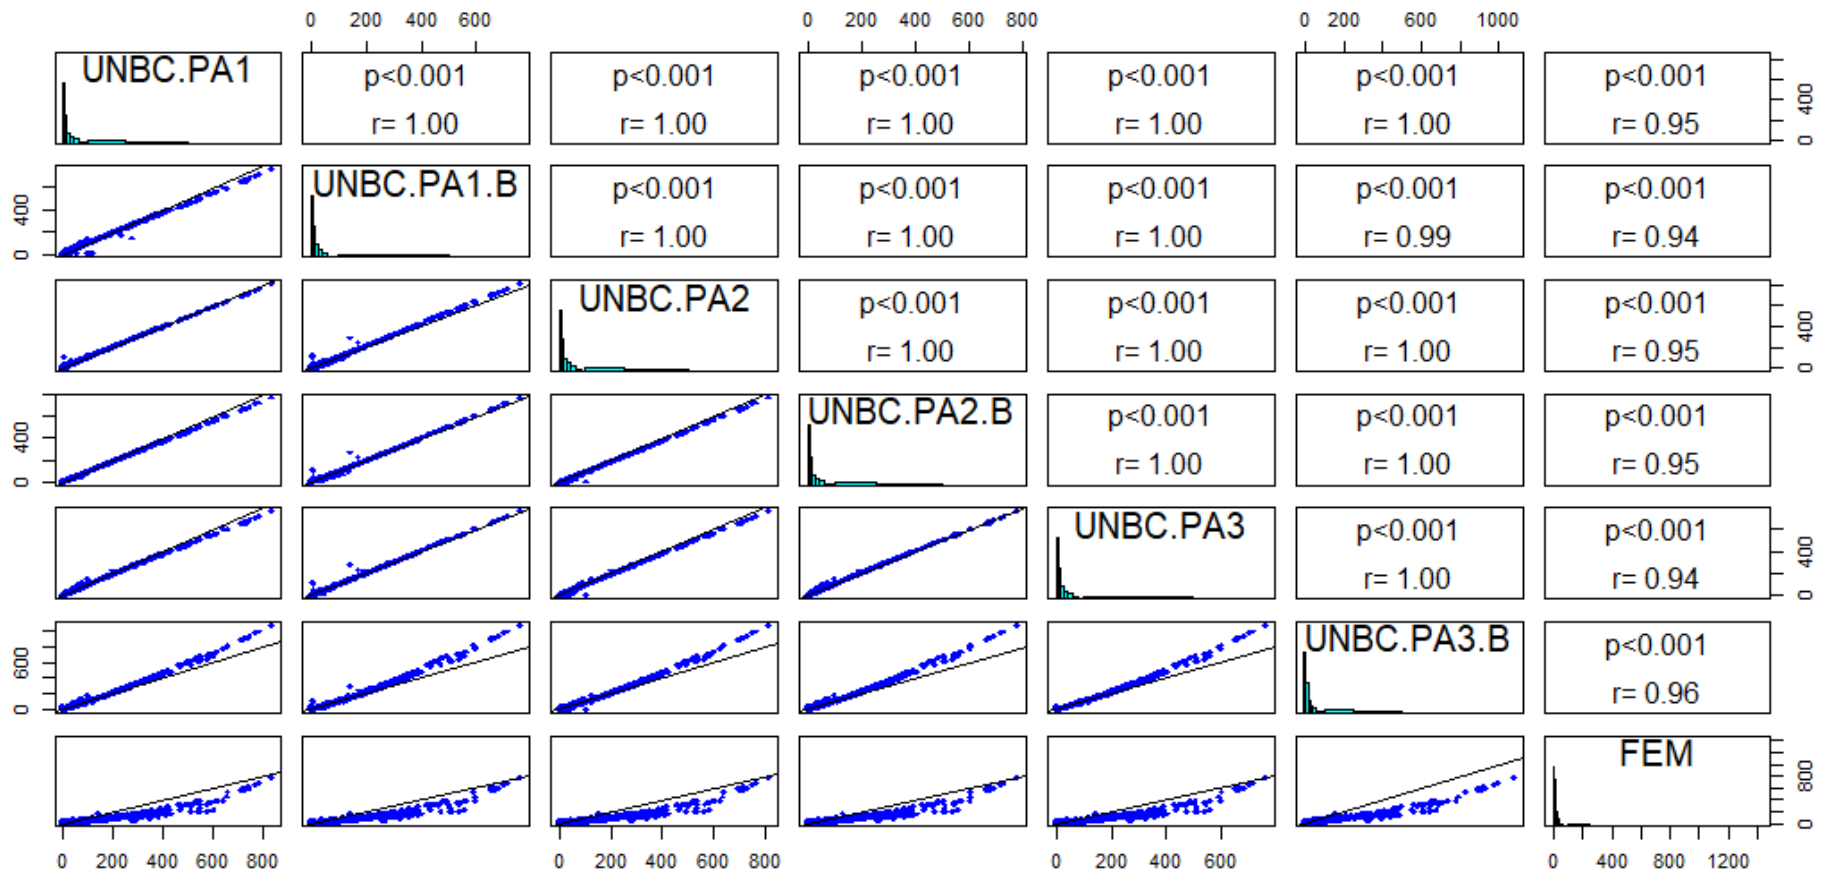 0 200 400 600 0 200 400 600 800 0 200 600 1000
UNBC.PA1 p<0.001 p<0.001 p<0.001 p<0.001 p<0.001 p<0.001
r= 1.00 r= 1.00 r= 1.00 r= 1.00 r= 1.00 r= 0.95
0 400
UNBC.PA1.B p<0.001 p<0.001 p<0.001 p<0.001 p<0.001
r= 1.00 r= 1.00 r= 1.00 r= 0.99 r= 0.94
0 400
UNBC.PA2 p<0.001 p<0.001 p<0.001 p<0.001
r= 1.00 r= 1.00 r= 1.00 r= 0.95
0 400
UNBC.PA2.B p<0.001 p<0.001 p<0.001
r= 1.00 r= 1.00 r= 0.95
0 400
UNBC.PA3 p<0.001 p<0.001
r= 1.00 r= 0.94
0 400
UNBC.PA3.B p<0.001
r= 0.96
0 600
FEM
0 800
0 200 400 600 800 0 200 400 600 800 0 200 400 600 0 400 800 1200